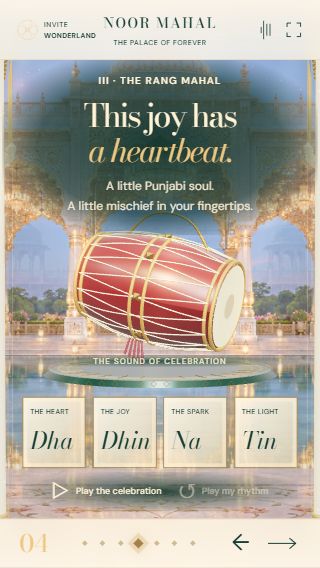 INVITE
WONDERLAND
NOOR MAHAL
THE PALACE OF FOREVER
III · THE RANG MAHAL
This joy has
a heartbeat.
A little Punjabi soul.
A little mischief in your fingertips.
THE SOUND OF CELEBRATION
THE HEART
Dha
THE JOY
Dhin
THE SPARK
Na
THE LIGHT
Tin
Play the celebration
Play my rhythm
04